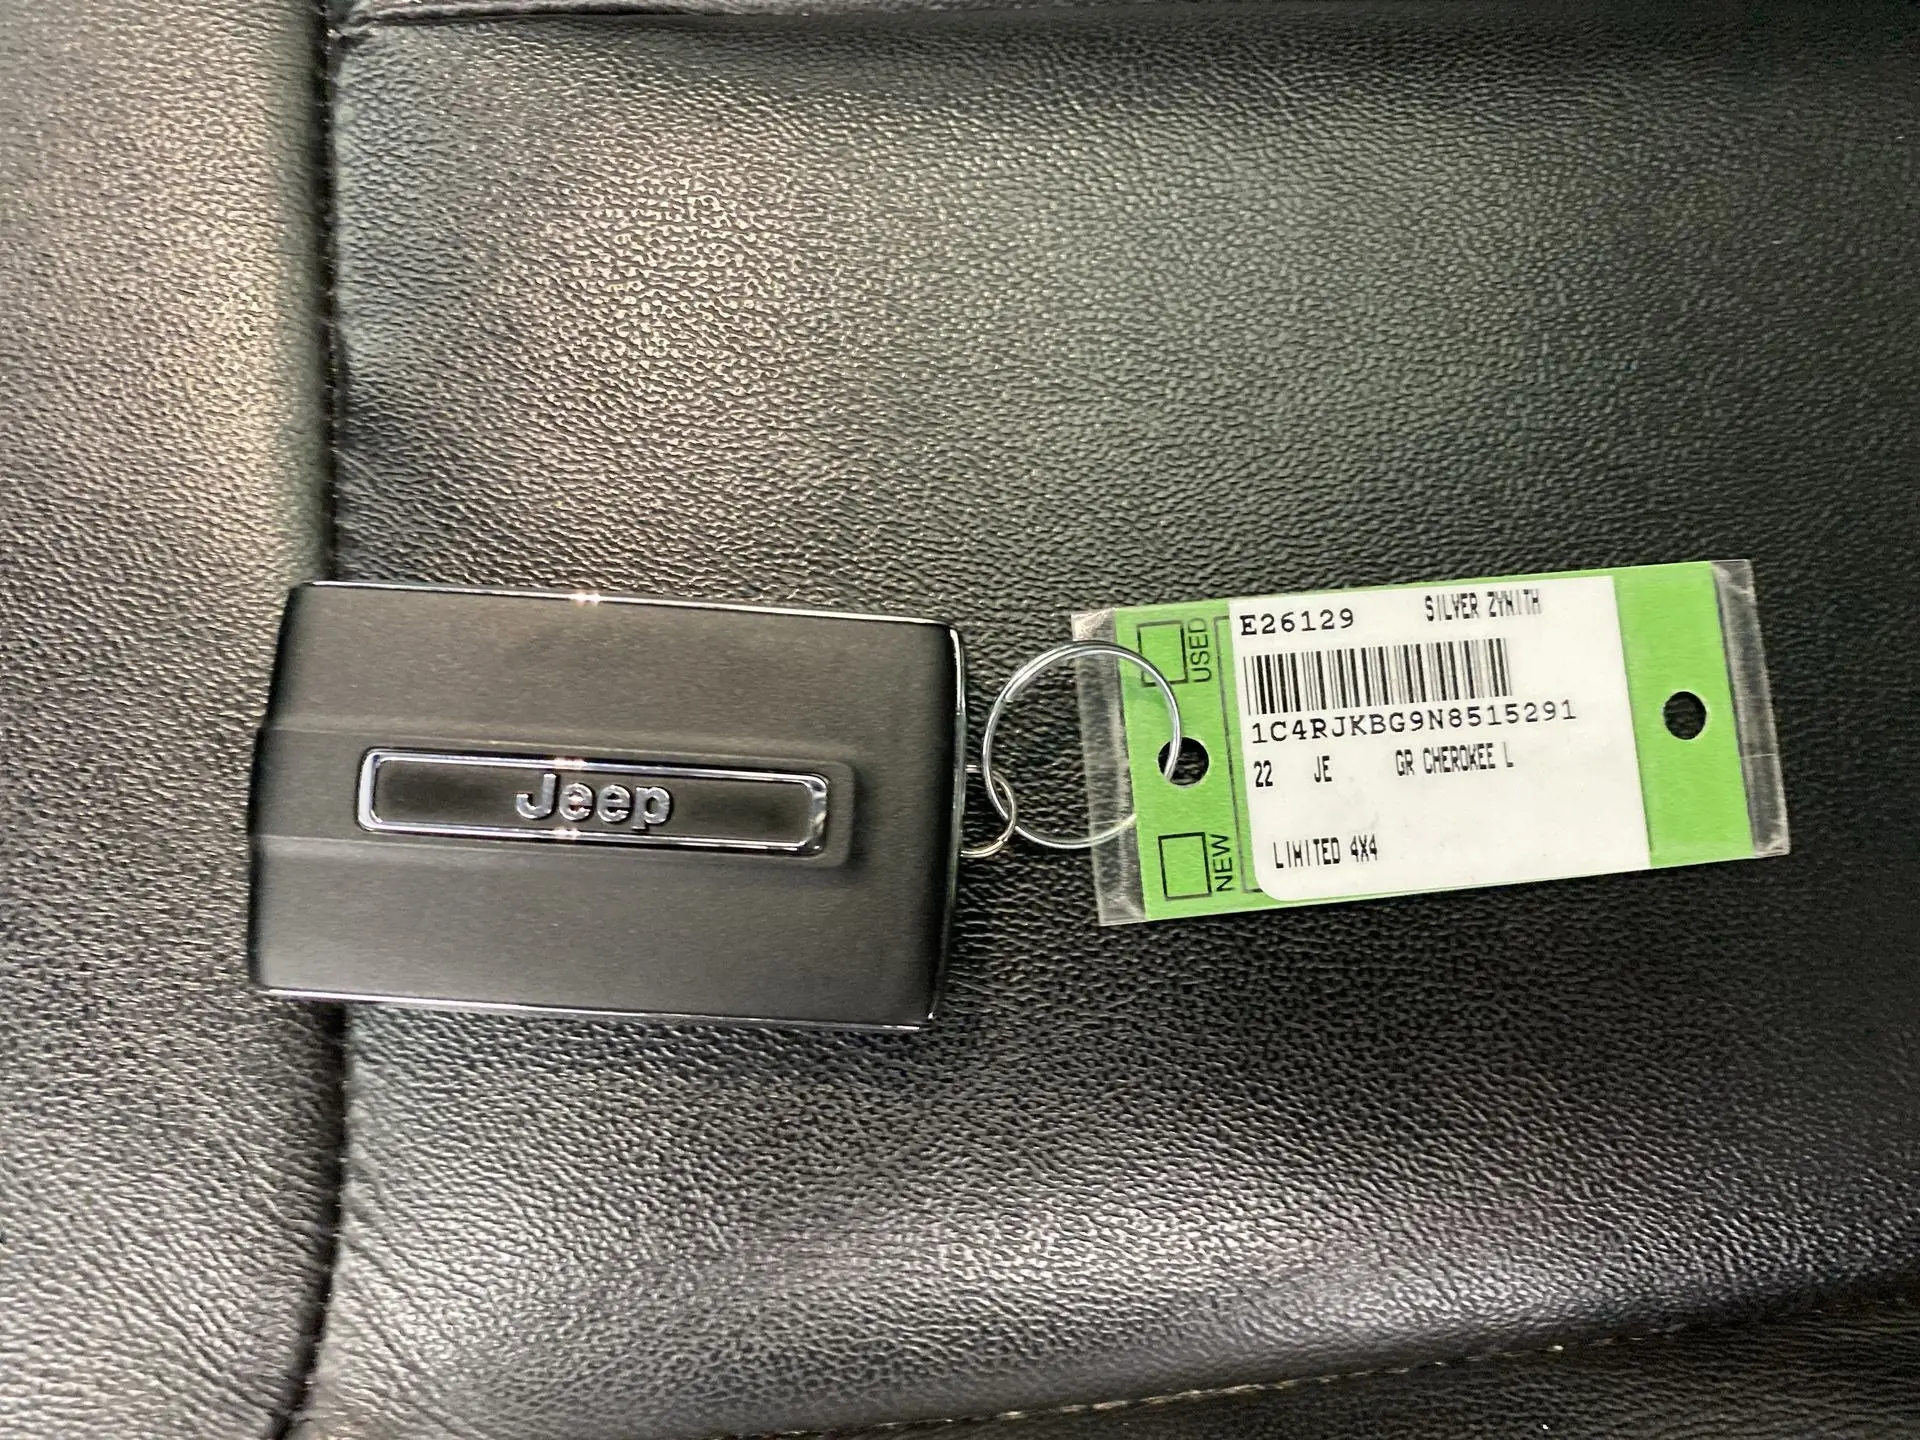 Jeep
USED
NEW
E26129 SILVER ZYNITH
1C4RJKBG9N8515291
22 JE GR CHEROKEE L
LIMITED 4X4